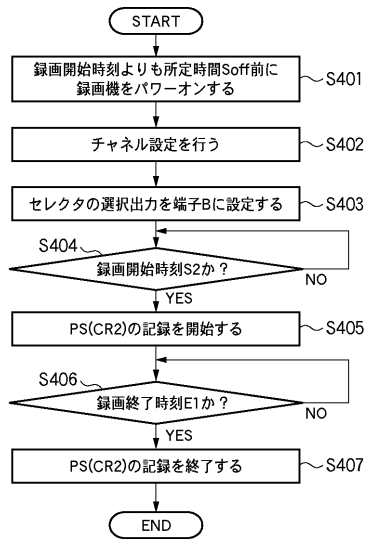 START
録画開始時刻よりも所定時間Soff前に
録画機をパワーオンする
S401
チャネル設定を行う
S402
セレクタの選択出力を端子Bに設定する
S403
S404
録画開始時刻S2か?
NO
YES
PS(CR2)の記録を開始する
S405
S406
録画終了時刻E1か?
NO
YES
PS(CR2)の記録を終了する
S407
END